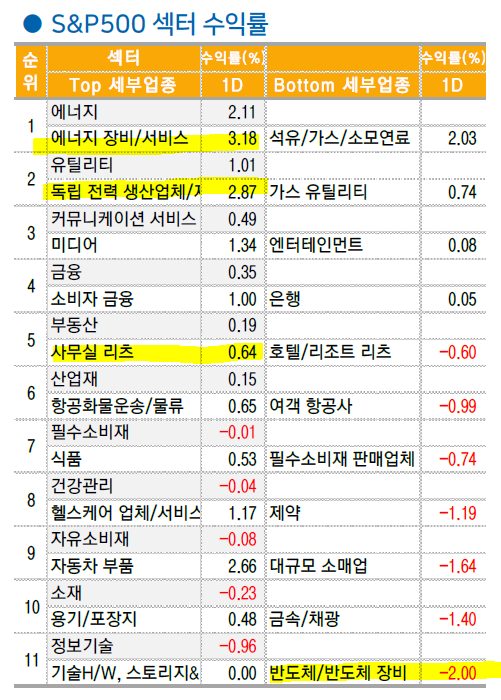 ● S&P500 섹터 수익률
순위 섹터 수익률(%) 수익률(%)
Top 세부업종 1D Bottom 세부업종 1D
1 에너지 2.11
에너지 장비/서비스 3.18 석유/가스/소모연료 2.03
2 유틸리티 1.01
독립 전력 생산업체/ 2.87 가스 유틸리티 0.74
3 커뮤니케이션 서비스 0.49
미디어 1.34 엔터테인먼트 0.08
4 금융 0.35
소비자 금융 1.00 은행 0.05
5 부동산 0.19
사무실 리츠 0.64 호텔/리조트 리츠 -0.60
6 산업재 0.15
항공화물운송/물류 0.65 여객 항공사 -0.99
7 필수소비재 -0.01
식품 0.53 필수소비재 판매업체 -0.74
8 건강관리 -0.04
헬스케어 업체/서비스 1.17 제약 -1.19
9 자유소비재 -0.08
자동차 부품 2.66 대규모 소매업 -1.64
10 소재 -0.23
용기/포장지 0.48 금속/채광 -1.40
11 정보기술 -0.96
기술H/W, 스토리지& 0.00 반도체/반도체 장비 -2.00